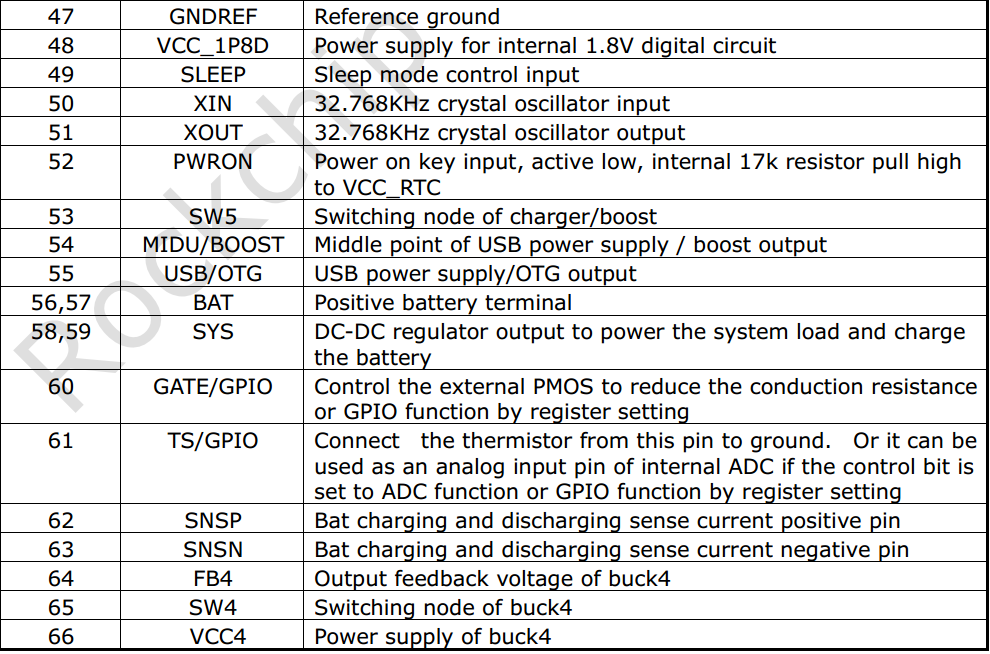 47 GNDREF Reference ground
48 VCC_1P8D Power supply for internal 1.8V digital circuit
49 SLEEP Sleep mode control input
50 XIN 32.768KHz crystal oscillator input
51 XOUT 32.768KHz crystal oscillator output
52 PWRON Power on key input, active low, internal 17k resistor pull high
to VCC_RTC
53 SW5 Switching node of charger/boost
54 MIDU/BOOST Middle point of USB power supply / boost output
55 USB/OTG USB power supply/OTG output
56,57 BAT Positive battery terminal
58,59 SYS DC-DC regulator output to power the system load and charge
the battery
60 GATE/GPIO Control the external PMOS to reduce the conduction resistance
or GPIO function by register setting
61 TS/GPIO Connect the thermistor from this pin to ground. Or it can be
used as an analog input pin of internal ADC if the control bit is
set to ADC function or GPIO function by register setting
62 SNSP Bat charging and discharging sense current positive pin
63 SNSN Bat charging and discharging sense current negative pin
64 FB4 Output feedback voltage of buck4
65 SW4 Switching node of buck4
66 VCC4 Power supply of buck4
Rockchip